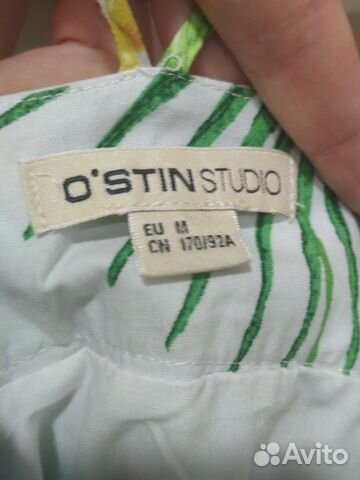 O'STIN STUDIO
EU M
CN 170/92A
Avito